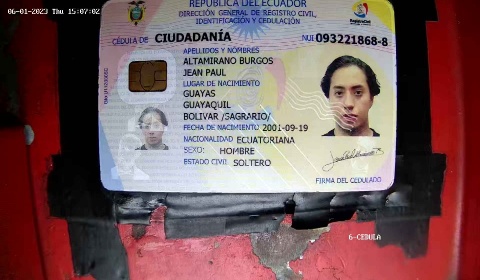 06-01-2023 Thu 15:07:02
REPÚBLICA DEL ECUADOR
DIRECCIÓN GENERAL DE REGISTRO CIVIL,
IDENTIFICACIÓN Y CEDULACIÓN
CÉDULA DE CIUDADANÍA
NUI 093221868-8
APELLIDOS Y NOMBRES
ALTAMIRANO BURGOS
JEAN PAUL
LUGAR DE NACIMIENTO
GUAYAS
GUAYAQUIL
BOLIVAR /SAGRARIO/
FECHA DE NACIMIENTO 2001-09-19
NACIONALIDAD ECUATORIANA
SEXO: HOMBRE
ESTADO CIVIL SOLTERO
FIRMA DEL CEDULADO
6-CEBULA